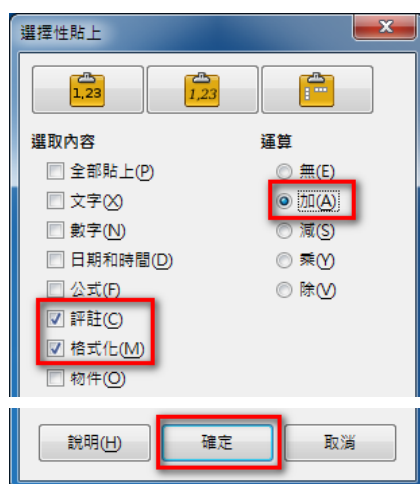 選擇性貼上
1,23
1,23
選取內容
全部貼上(P)
文字(X)
數字(N)
日期和時間(D)
公式(F)
評註(C)
格式化(M)
物件(O)
運算
無(E)
加(A)
減(S)
乘(Y)
除(V)
說明(H)
確定
取消